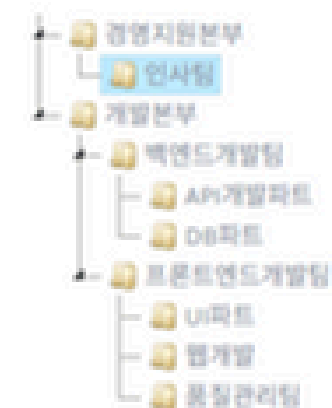 경영지원본부
인사팀
개발본부
백엔드개발팀
API개발파트
DB파트
프론트엔드개발팀
UI파트
웹개발
품질관리팀